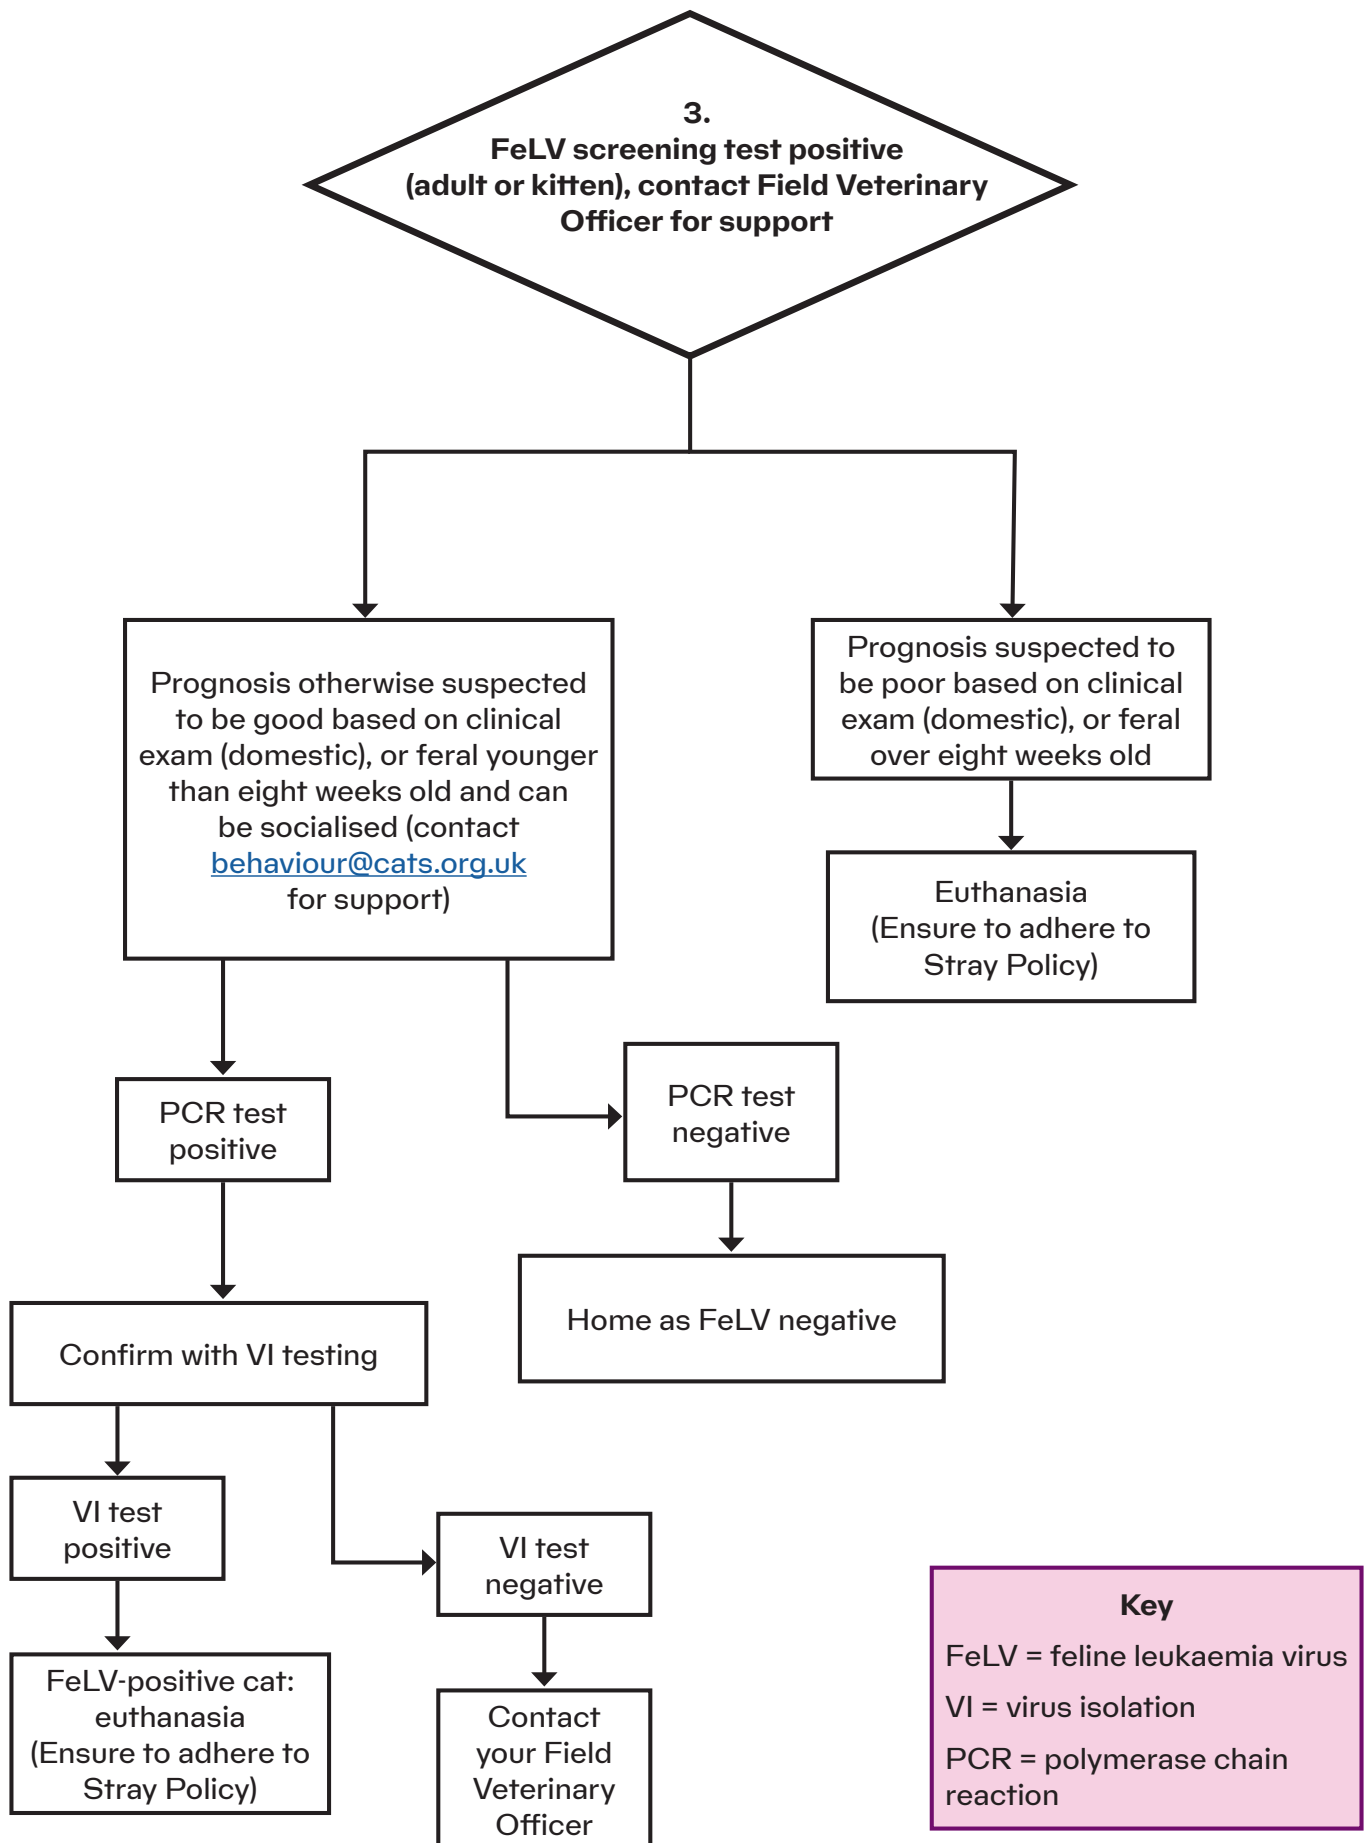 3.
FeLV screening test positive
(adult or kitten), contact Field Veterinary
Officer for support
Prognosis otherwise suspected
to be good based on clinical
exam (domestic), or feral younger
than eight weeks old and can
be socialised (contact
behaviour@cats.org.uk
for support)
Prognosis suspected to
be poor based on clinical
exam (domestic), or feral
over eight weeks old
Euthanasia
(Ensure to adhere to
Stray Policy)
PCR test
positive
PCR test
negative
Home as FeLV negative
Confirm with VI testing
VI test
positive
VI test
negative
FeLV-positive cat:
euthanasia
(Ensure to adhere to
Stray Policy)
Contact
your Field
Veterinary
Officer
Key
FeLV = feline leukaemia virus
VI = virus isolation
PCR = polymerase chain
reaction